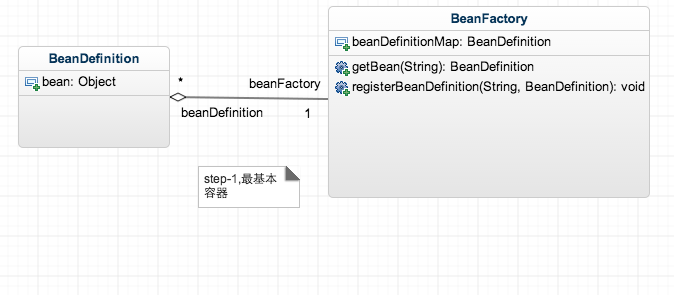 BeanFactory
beanDefinitionMap: BeanDefinition
getBean(String): BeanDefinition
registerBeanDefinition(String, BeanDefinition): void
BeanDefinition
bean: Object
*
beanFactory
beanDefinition
1
step-1,最基本
容器